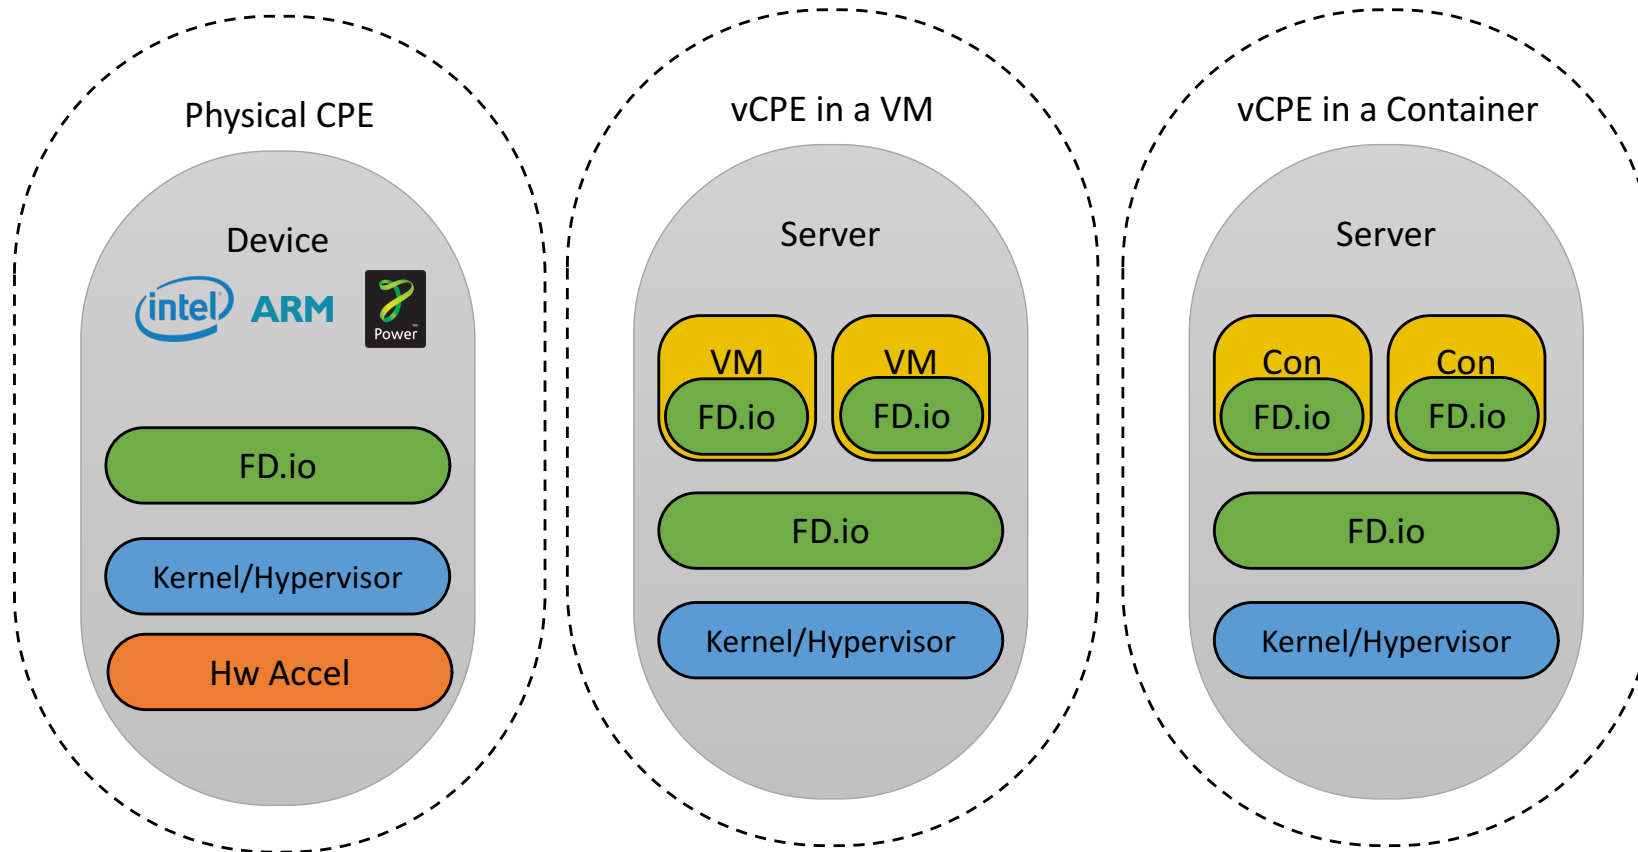 Physical CPE
Device
intel
ARM
Power
FD.io
Kernel/Hypervisor
Hw Accel
vCPE in a VM
Server
VM
FD.io
VM
FD.io
FD.io
Kernel/Hypervisor
vCPE in a Container
Server
Con
FD.io
Con
FD.io
FD.io
Kernel/Hypervisor